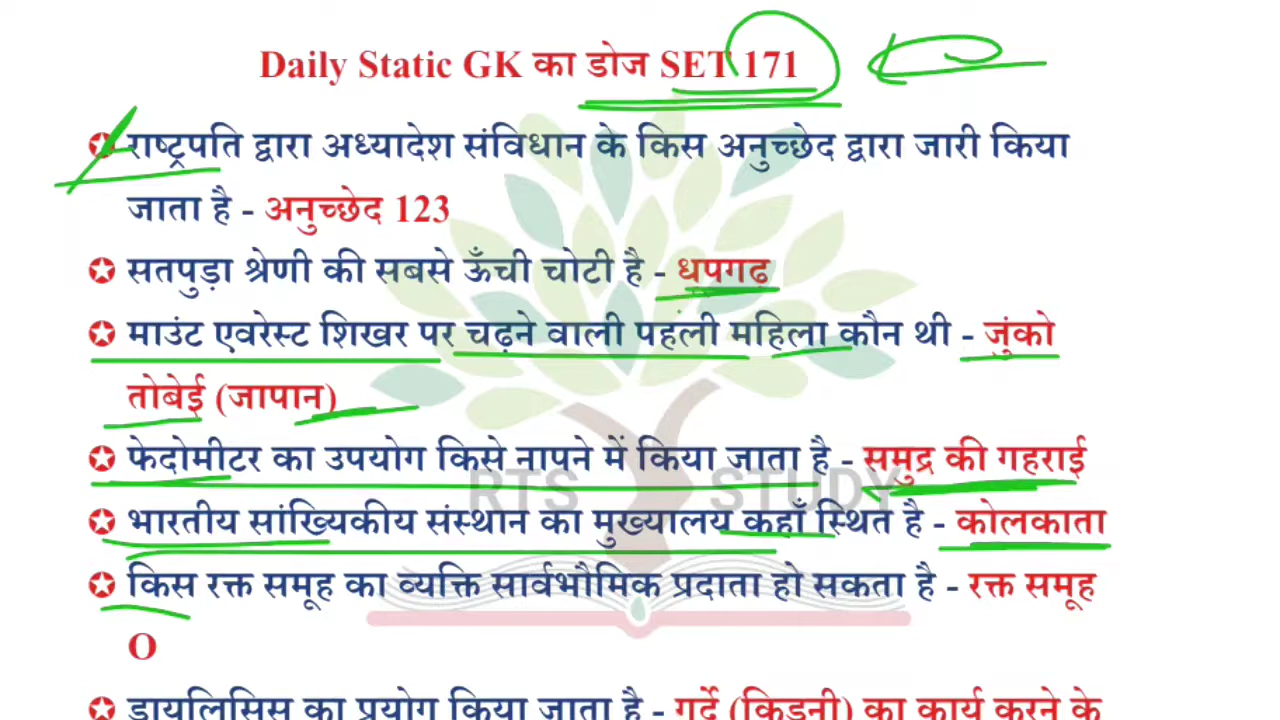 Daily Static GK का डोज SET 171
राष्ट्रपति द्वारा अध्यादेश संविधान के किस अनुच्छेद द्वारा जारी किया
जाता है - अनुच्छेद 123
सतपुड़ा श्रेणी की सबसे ऊँची चोटी है - धूपगढ़
माउंट एवरेस्ट शिखर पर चढ़ने वाली पहली महिला कौन थी - जुंको
तोबेई (जापान)
फेदोमीटर का उपयोग किसे नापने में किया जाता है - समुद्र की गहराई
भारतीय सांख्यिकीय संस्थान का मुख्यालय कहाँ स्थित है - कोलकाता
किस रक्त समूह का व्यक्ति सार्वभौमिक प्रदाता हो सकता है - रक्त समूह
O
डायलिसिस का प्रयोग किया जाता है - गुर्दे (किडनी) का कार्य करने के
RTS STUDY